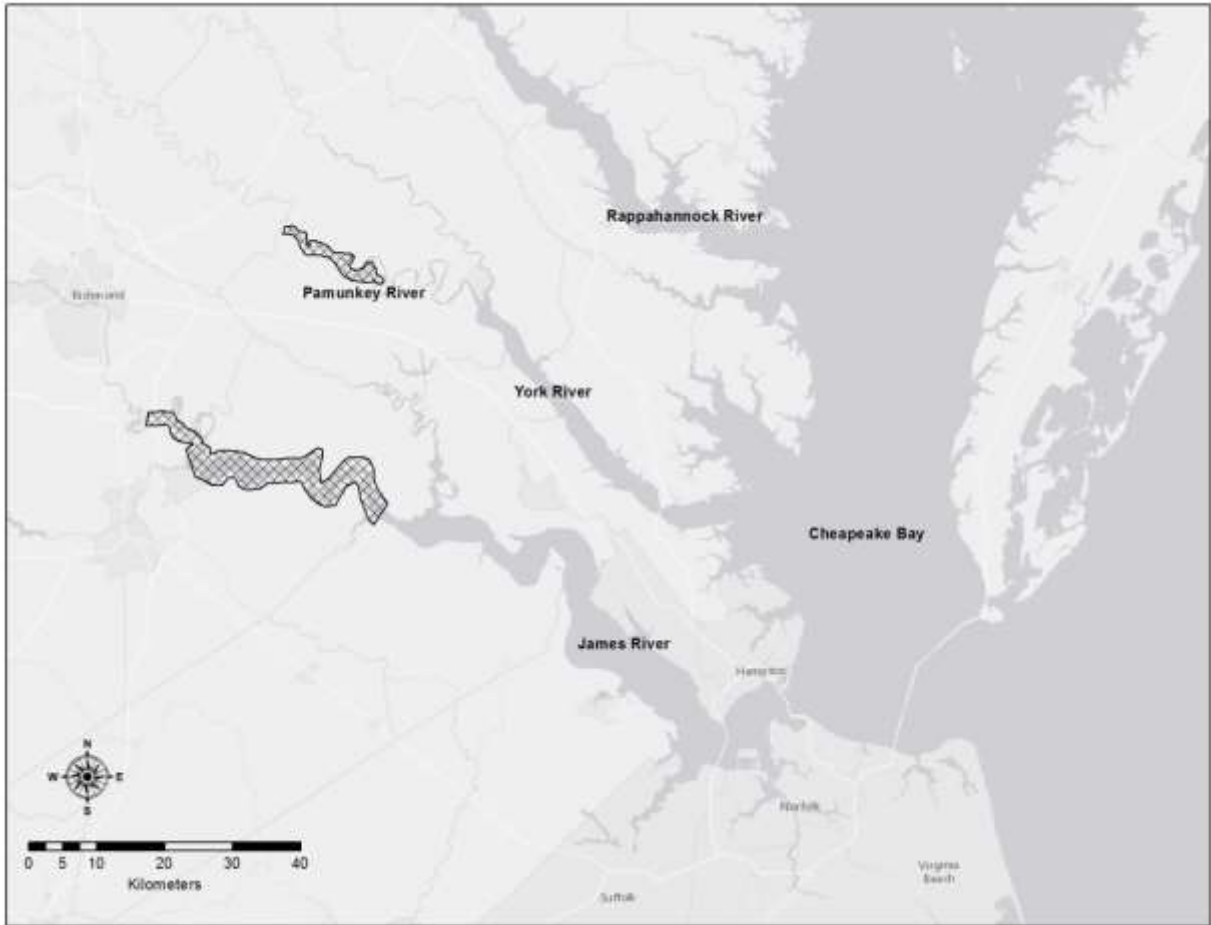 Rappahannock River
Richmond
Pamunkey River
York River
Cheapeake Bay
James River
Hampton
N
W
E
S
Norfolk
0 5 10 20 30 40
Kilometers
Virginia
Beach
Suffolk